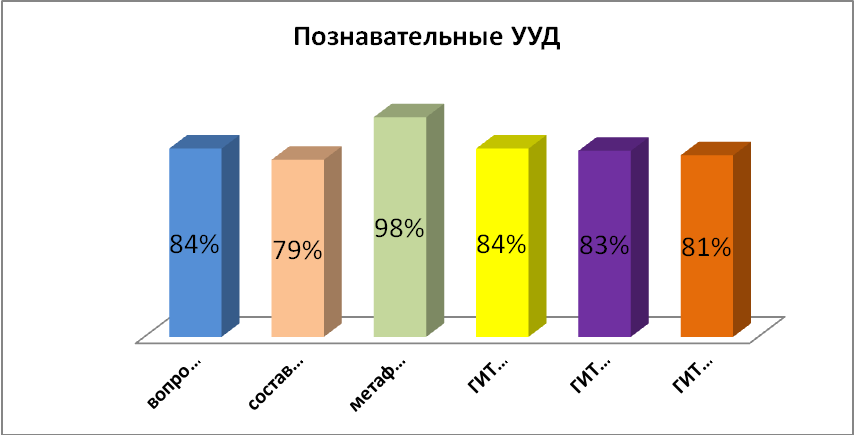 Познавательные УУД
84%
79%
98%
84%
83%
81%
вопро...
состав...
метаф...
ГИТ...
ГИТ...
ГИТ...